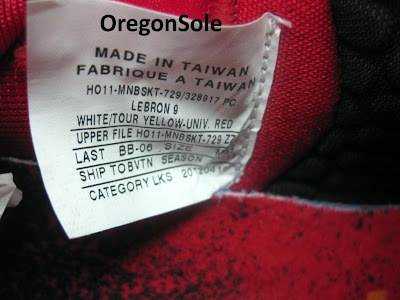 OregonSole
MADE IN TAIWAN
FABRIQUE A TAIWAN
HO11-MNBSKT-729/328917 PC
LEBRON 9
WHITE/TOUR YELLOW-UNIV. RED
UPPER FILE HO11-MNBSKT-729
LAST BB-06 SIZE
SHIP TOBVTN SEASON
CATEGORY LKS